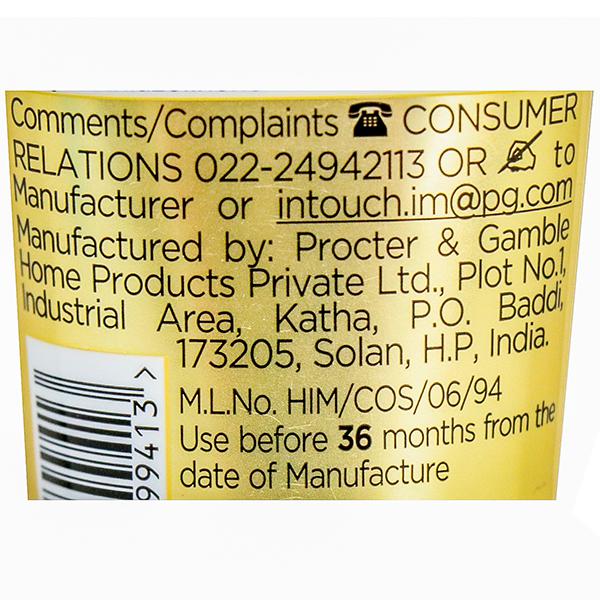 Comments/Complaints ☎ CONSUMER
RELATIONS 022-24942113 OR ✍ to
Manufacturer or intouch.im@pg.com
Manufactured by: Procter & Gamble
Home Products Private Ltd., Plot No.1,
Industrial Area, Katha, P.O. Baddi,
173205, Solan, H.P, India.
M.L.No. HIM/COS/06/94
Use before 36 months from the
date of Manufacture
99413 >